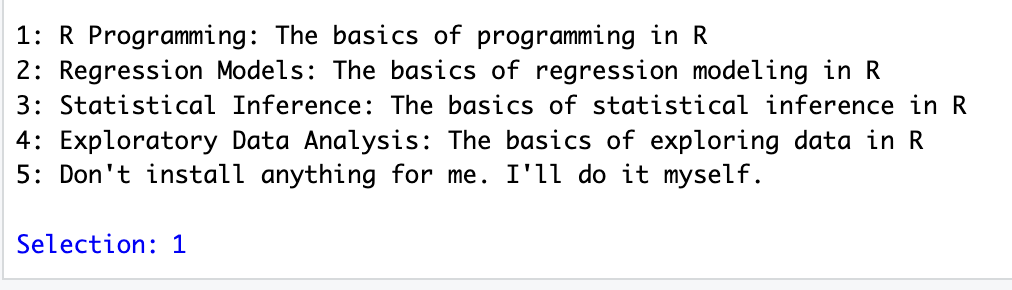 1: R Programming: The basics of programming in R
2: Regression Models: The basics of regression modeling in R
3: Statistical Inference: The basics of statistical inference in R
4: Exploratory Data Analysis: The basics of exploring data in R
5: Don't install anything for me. I'll do it myself.
Selection: 1